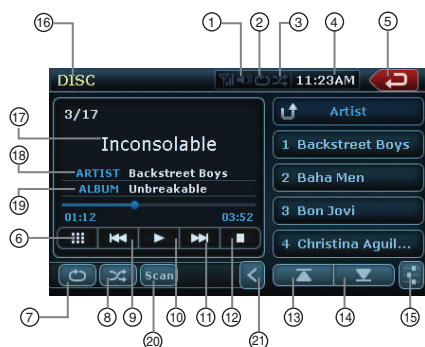 1 2 3 4 5
16
DISC 11:23AM
17
3/17 Artist
Inconsolable 1 Backstreet Boys
18
ARTIST Backstreet Boys 2 Baha Men
19
ALBUM Unbreakable
01:12 03:52 3 Bon Jovi
6
4 Christina Aguil...
Scan
7 8 9 10 11 12 13 14 15
20 21